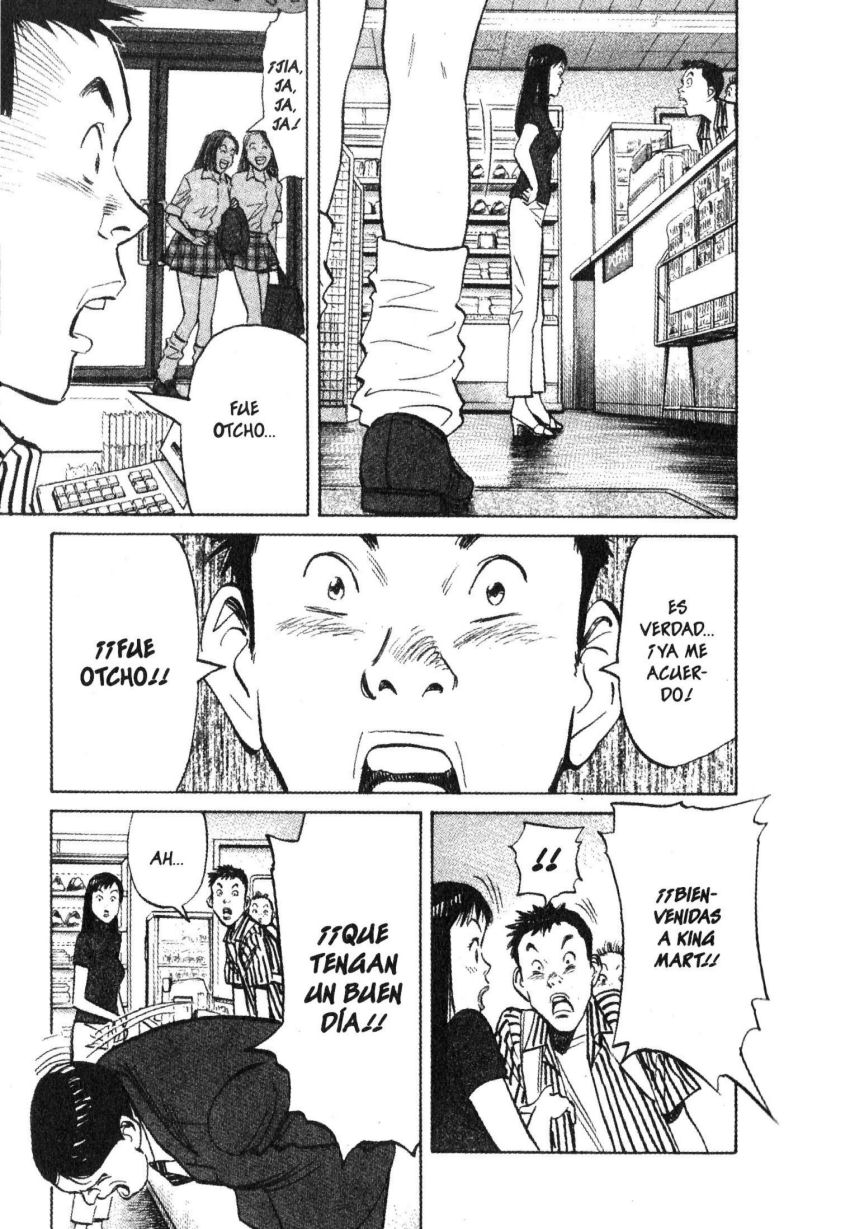 ¡JIA,
JA,
JA,
JA!
FUE
OTCHO...
ES
VERDAD...
¡YA ME
ACUER-
DO!
¡¡FUE
OTCHO!!
¡¡BIEN-
VENIDAS
A KING
MART!!
!!
¡¡QUE
TENGAN
UN BUEN
DÍA!!
AH...